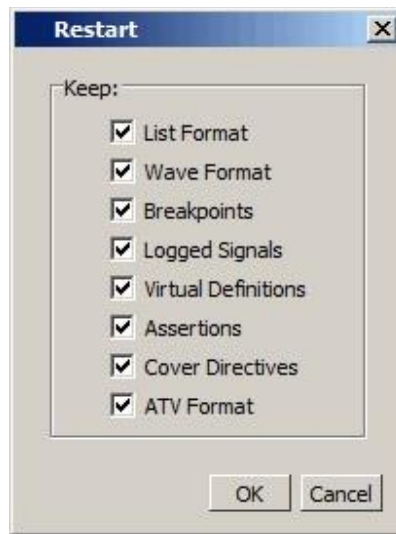 Restart
Keep:
List Format
Wave Format
Breakpoints
Logged Signals
Virtual Definitions
Assertions
Cover Directives
ATV Format
OK Cancel